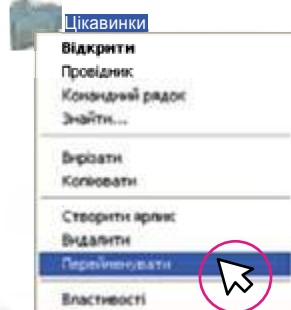 Цікавинки
Відкрити
Провідник
Командний рядок
Знайти...
Вирізати
Копіювати
Створити ярлик
Видалити
Перейменувати
Властивості